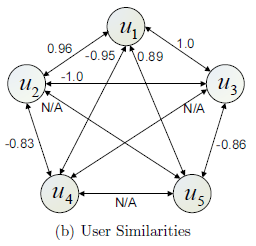 u1
0.96
-0.95
0.89
1.0
u2
-1.0
u3
N/A
N/A
-0.83
-0.86
u4
N/A
u5
(b) User Similarities